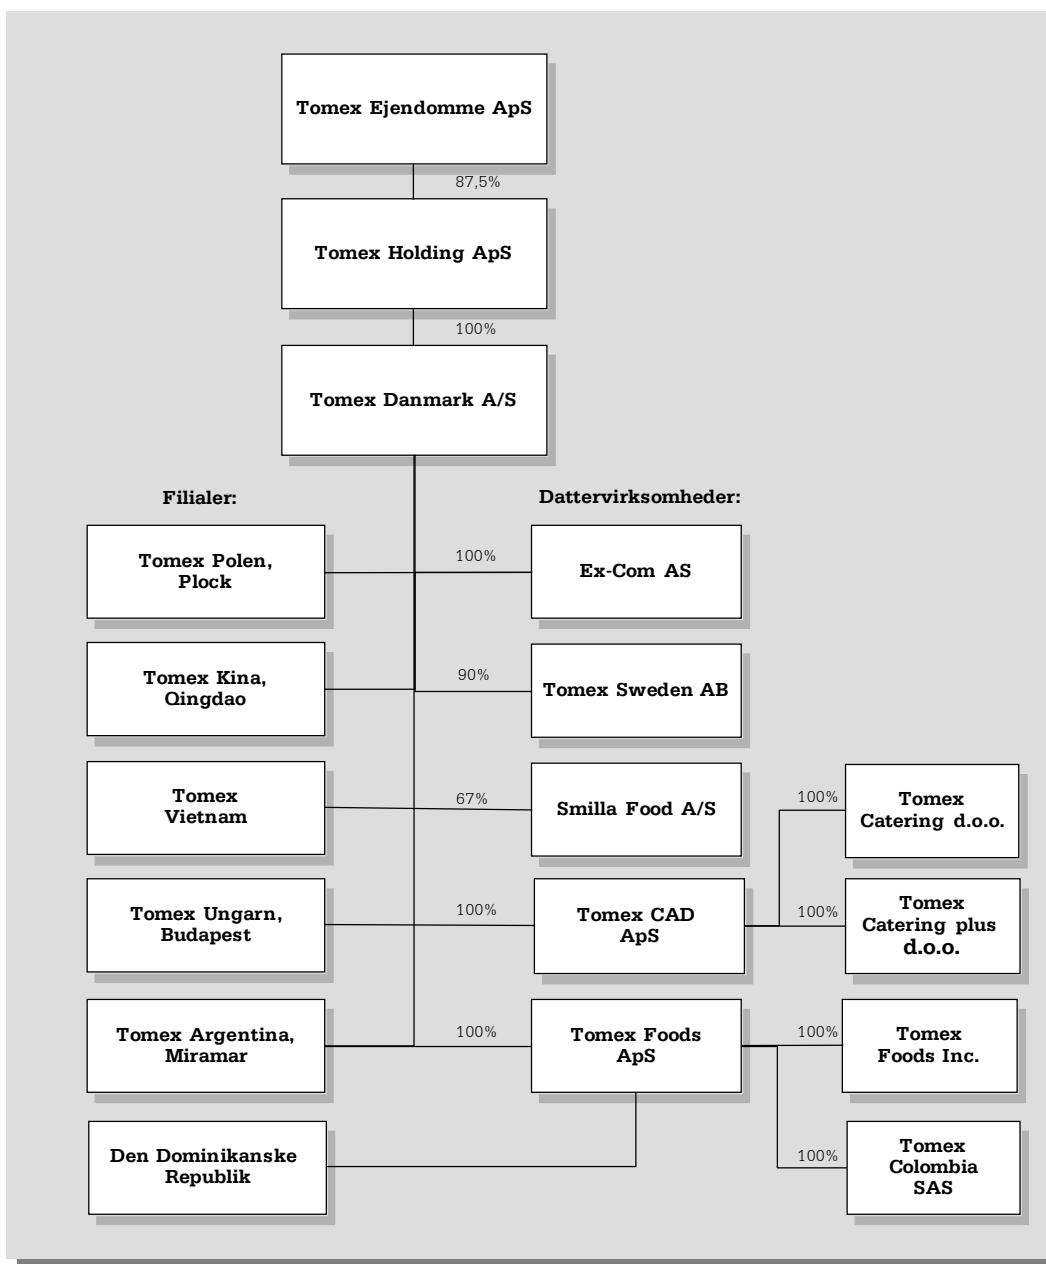 Tomex Ejendomme ApS
87,5%
Tomex Holding ApS
100%
Tomex Danmark A/S
Filialer:
Dattervirksomheder:
Tomex Polen,
Plock
100%
Ex-Com AS
Tomex Kina,
Qingdao
90%
Tomex Sweden AB
Tomex
Vietnam
67%
Smilla Food A/S
100%
Tomex
Catering d.o.o.
Tomex Ungarn,
Budapest
100%
Tomex CAD
ApS
100%
Tomex
Catering plus
d.o.o.
Tomex Argentina,
Miramar
100%
Tomex Foods
ApS
100%
Tomex
Foods Inc.
Den Dominikanske
Republik
100%
Tomex
Colombia
SAS